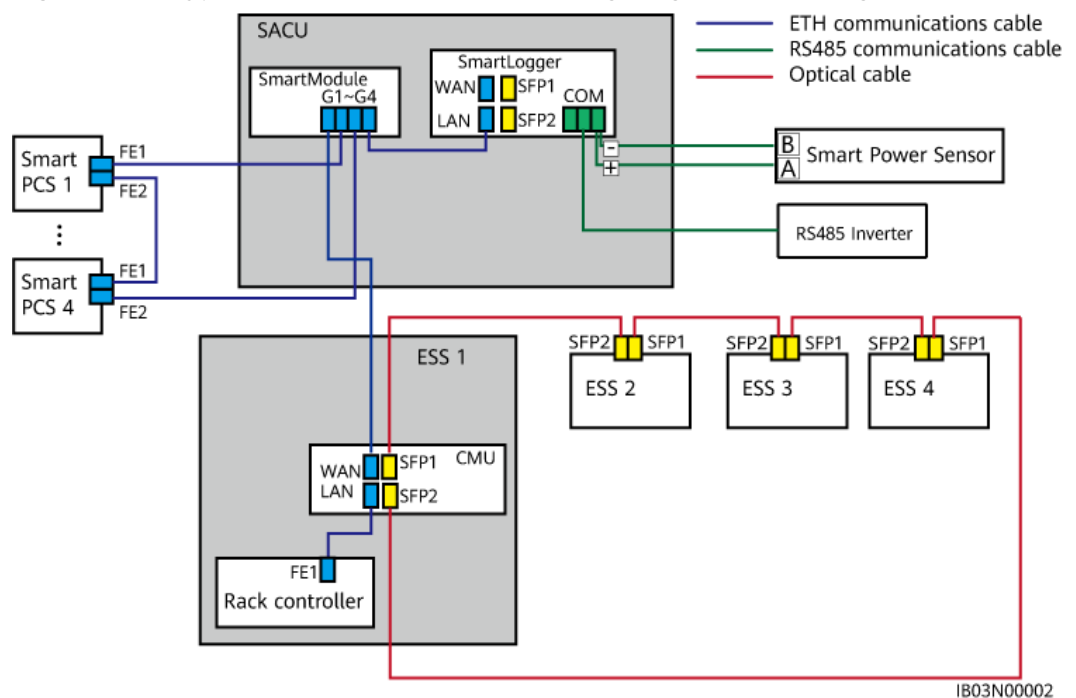 SACU
ETH communications cable
RS485 communications cable
Optical cable
SmartModule
G1~G4
SmartLogger
WAN
SFP1
LAN
SFP2
COM
-
+
B
A
Smart Power Sensor
RS485 Inverter
Smart
PCS 1
FE1
FE2
⋮
Smart
PCS 4
FE1
FE2
ESS 1
WAN
SFP1
CMU
LAN
SFP2
FE1
Rack controller
SFP2
SFP1
ESS 2
SFP2
SFP1
ESS 3
SFP2
SFP1
ESS 4
IB03N00002